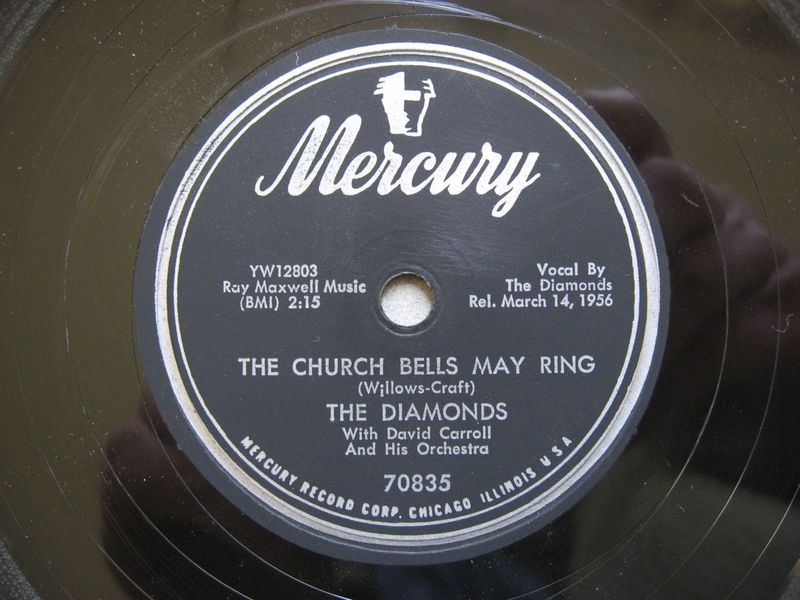 Mercury
YW12803
Ray Maxwell Music
(BMI) 2:15
Vocal By
The Diamonds
Rel. March 14, 1956
THE CHURCH BELLS MAY RING
(Willows-Craft)
THE DIAMONDS
With David Carroll
And His Orchestra
70835
MERCURY RECORD CORP. CHICAGO ILLINOIS U S A